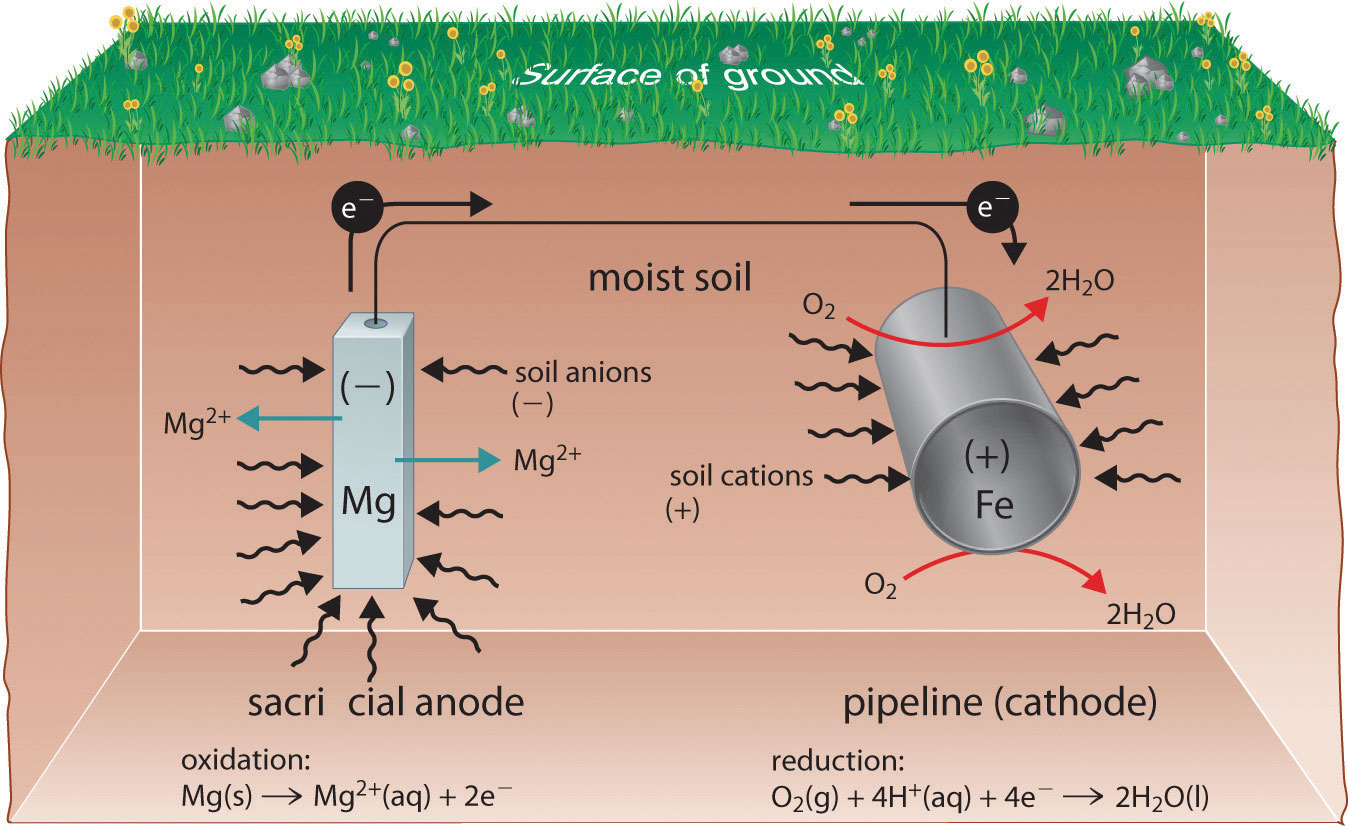 Surface of ground
e⁻
e⁻
moist soil
O₂
2H₂O
(−)
soil anions
(−)
Mg²⁺
Mg²⁺
Mg
soil cations
(+)
(+)
Fe
O₂
2H₂O
sacri cial anode
pipeline (cathode)
oxidation:
Mg(s) → Mg²⁺(aq) + 2e⁻
reduction:
O₂(g) + 4H⁺(aq) + 4e⁻ → 2H₂O(l)